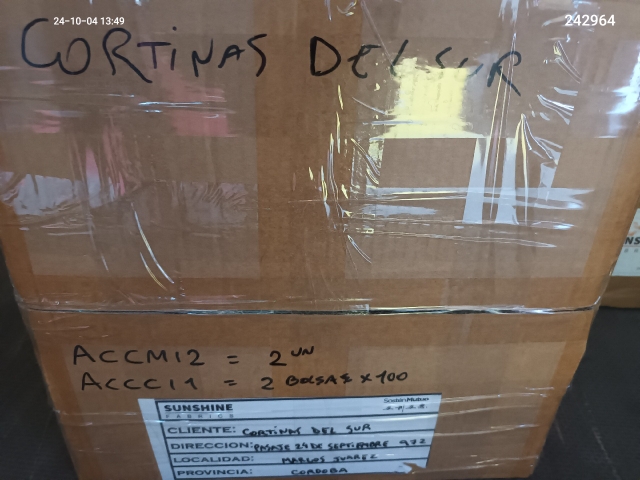 24-10-04 13:49
242964
CORTINAS DEL SUR
ACCM12 = 2 UN
ACCC11 = 2 BOLSAS X 100
SUNSHINE
FABRICS
CLIENTE: CORTINAS DEL SUR
DIRECCION: PASAJE 24 DE SEPTIEMBRE 972
LOCALIDAD: MARCOS JUAREZ
PROVINCIA: CORDOBA